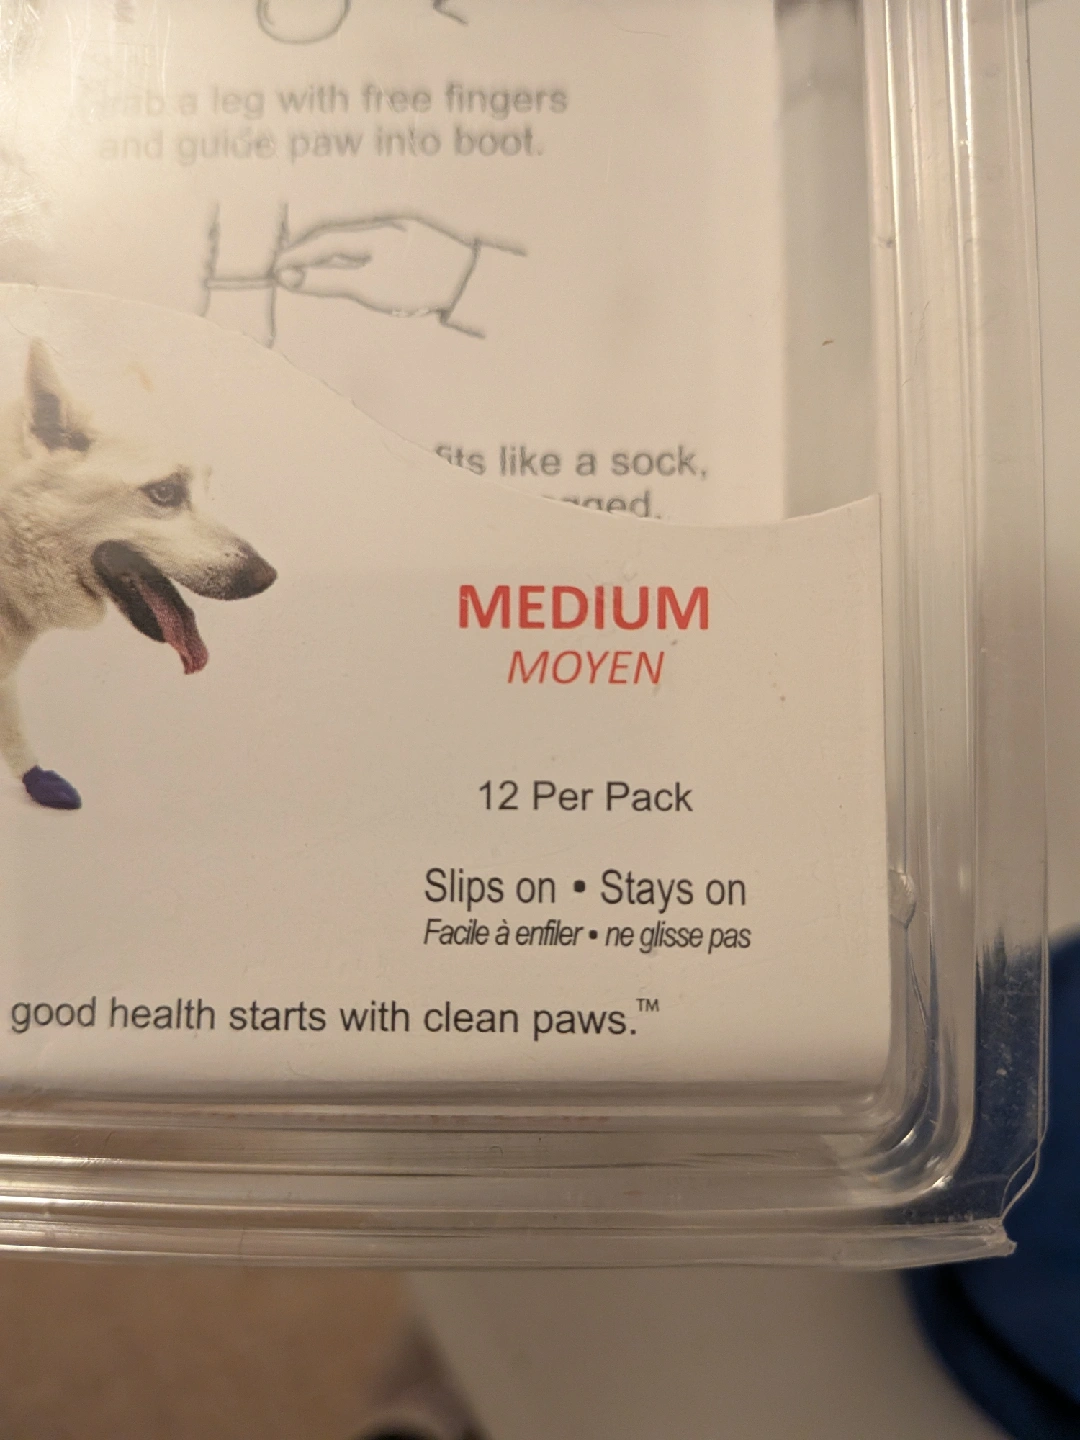 a leg with free fingers
and guide paw into boot.
fits like a sock,
MEDIUM
MOYEN
12 Per Pack
Slips on • Stays on
Facile à enfiler • ne glisse pas
good health starts with clean paws.™